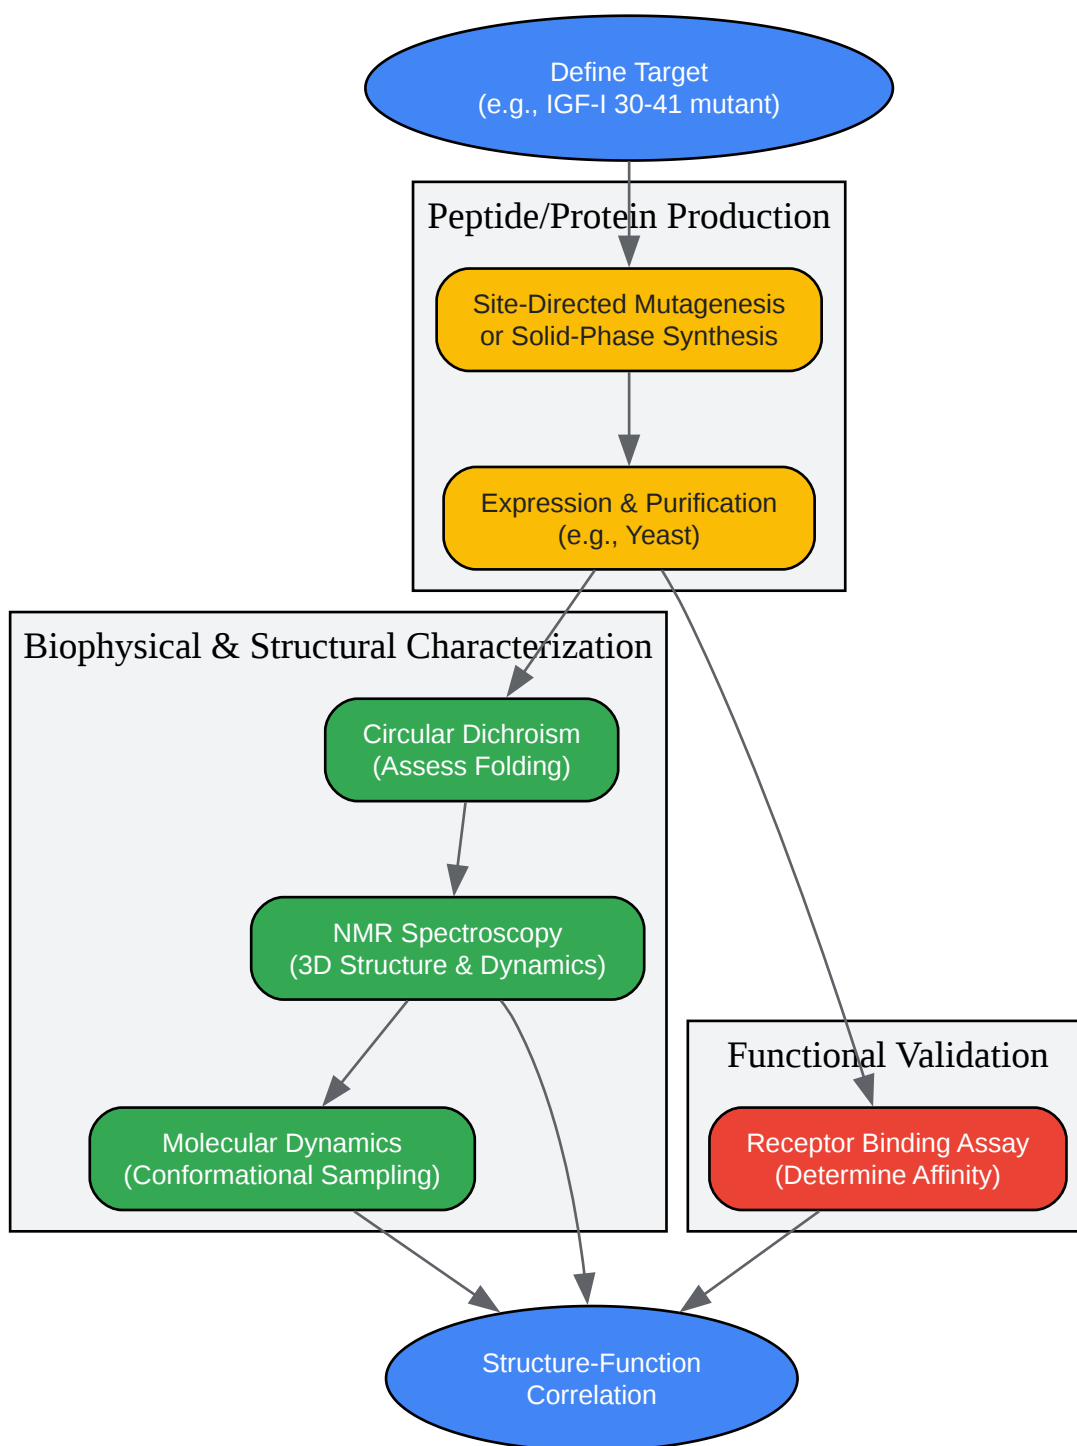 Define Target
(e.g., IGF-I 30-41 mutant)
Peptide/Protein Production
Site-Directed Mutagenesis
or Solid-Phase Synthesis
Expression & Purification
(e.g., Yeast)
Biophysical & Structural Characterization
Circular Dichroism
(Assess Folding)
NMR Spectroscopy
(3D Structure & Dynamics)
Molecular Dynamics
(Conformational Sampling)
Functional Validation
Receptor Binding Assay
(Determine Affinity)
Structure-Function
Correlation